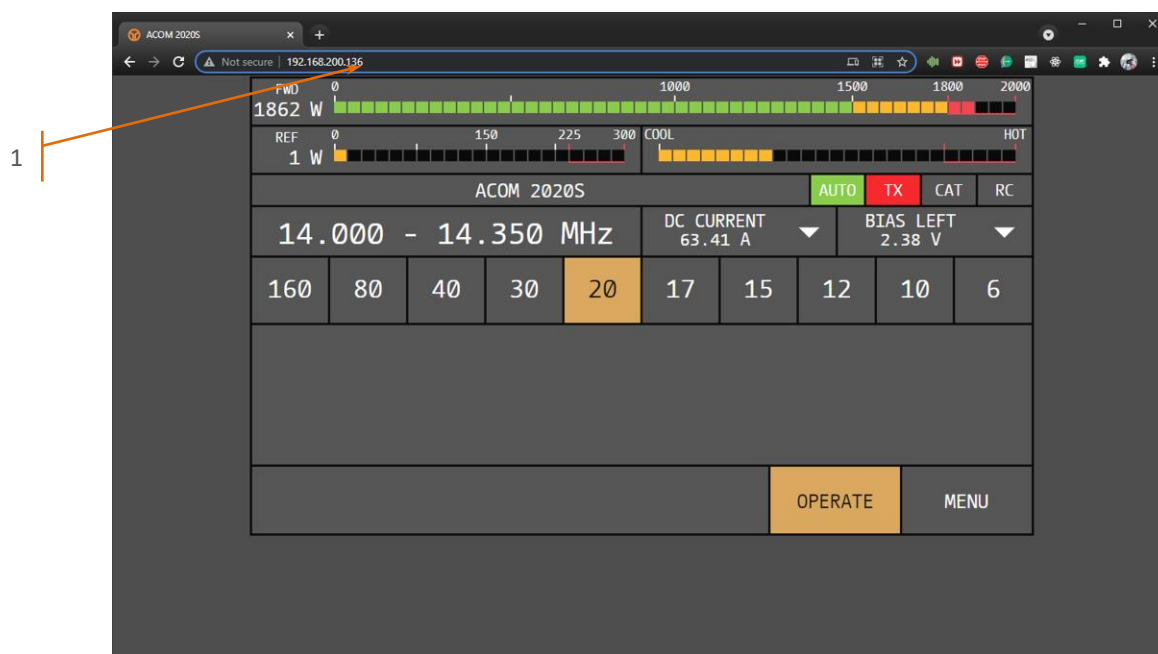 ACOM 2020S
Not secure | 192.168.200.136
FWD 0 1000 1500 1800 2000
1862 W
REF 0 150 225 300 COOL HOT
1 W
1
ACOM 2020S AUTO TX CAT RC
14.000 - 14.350 MHz
DC CURRENT
63.41 A
BIAS LEFT
2.38 V
160 80 40 30 20 17 15 12 10 6
OPERATE MENU